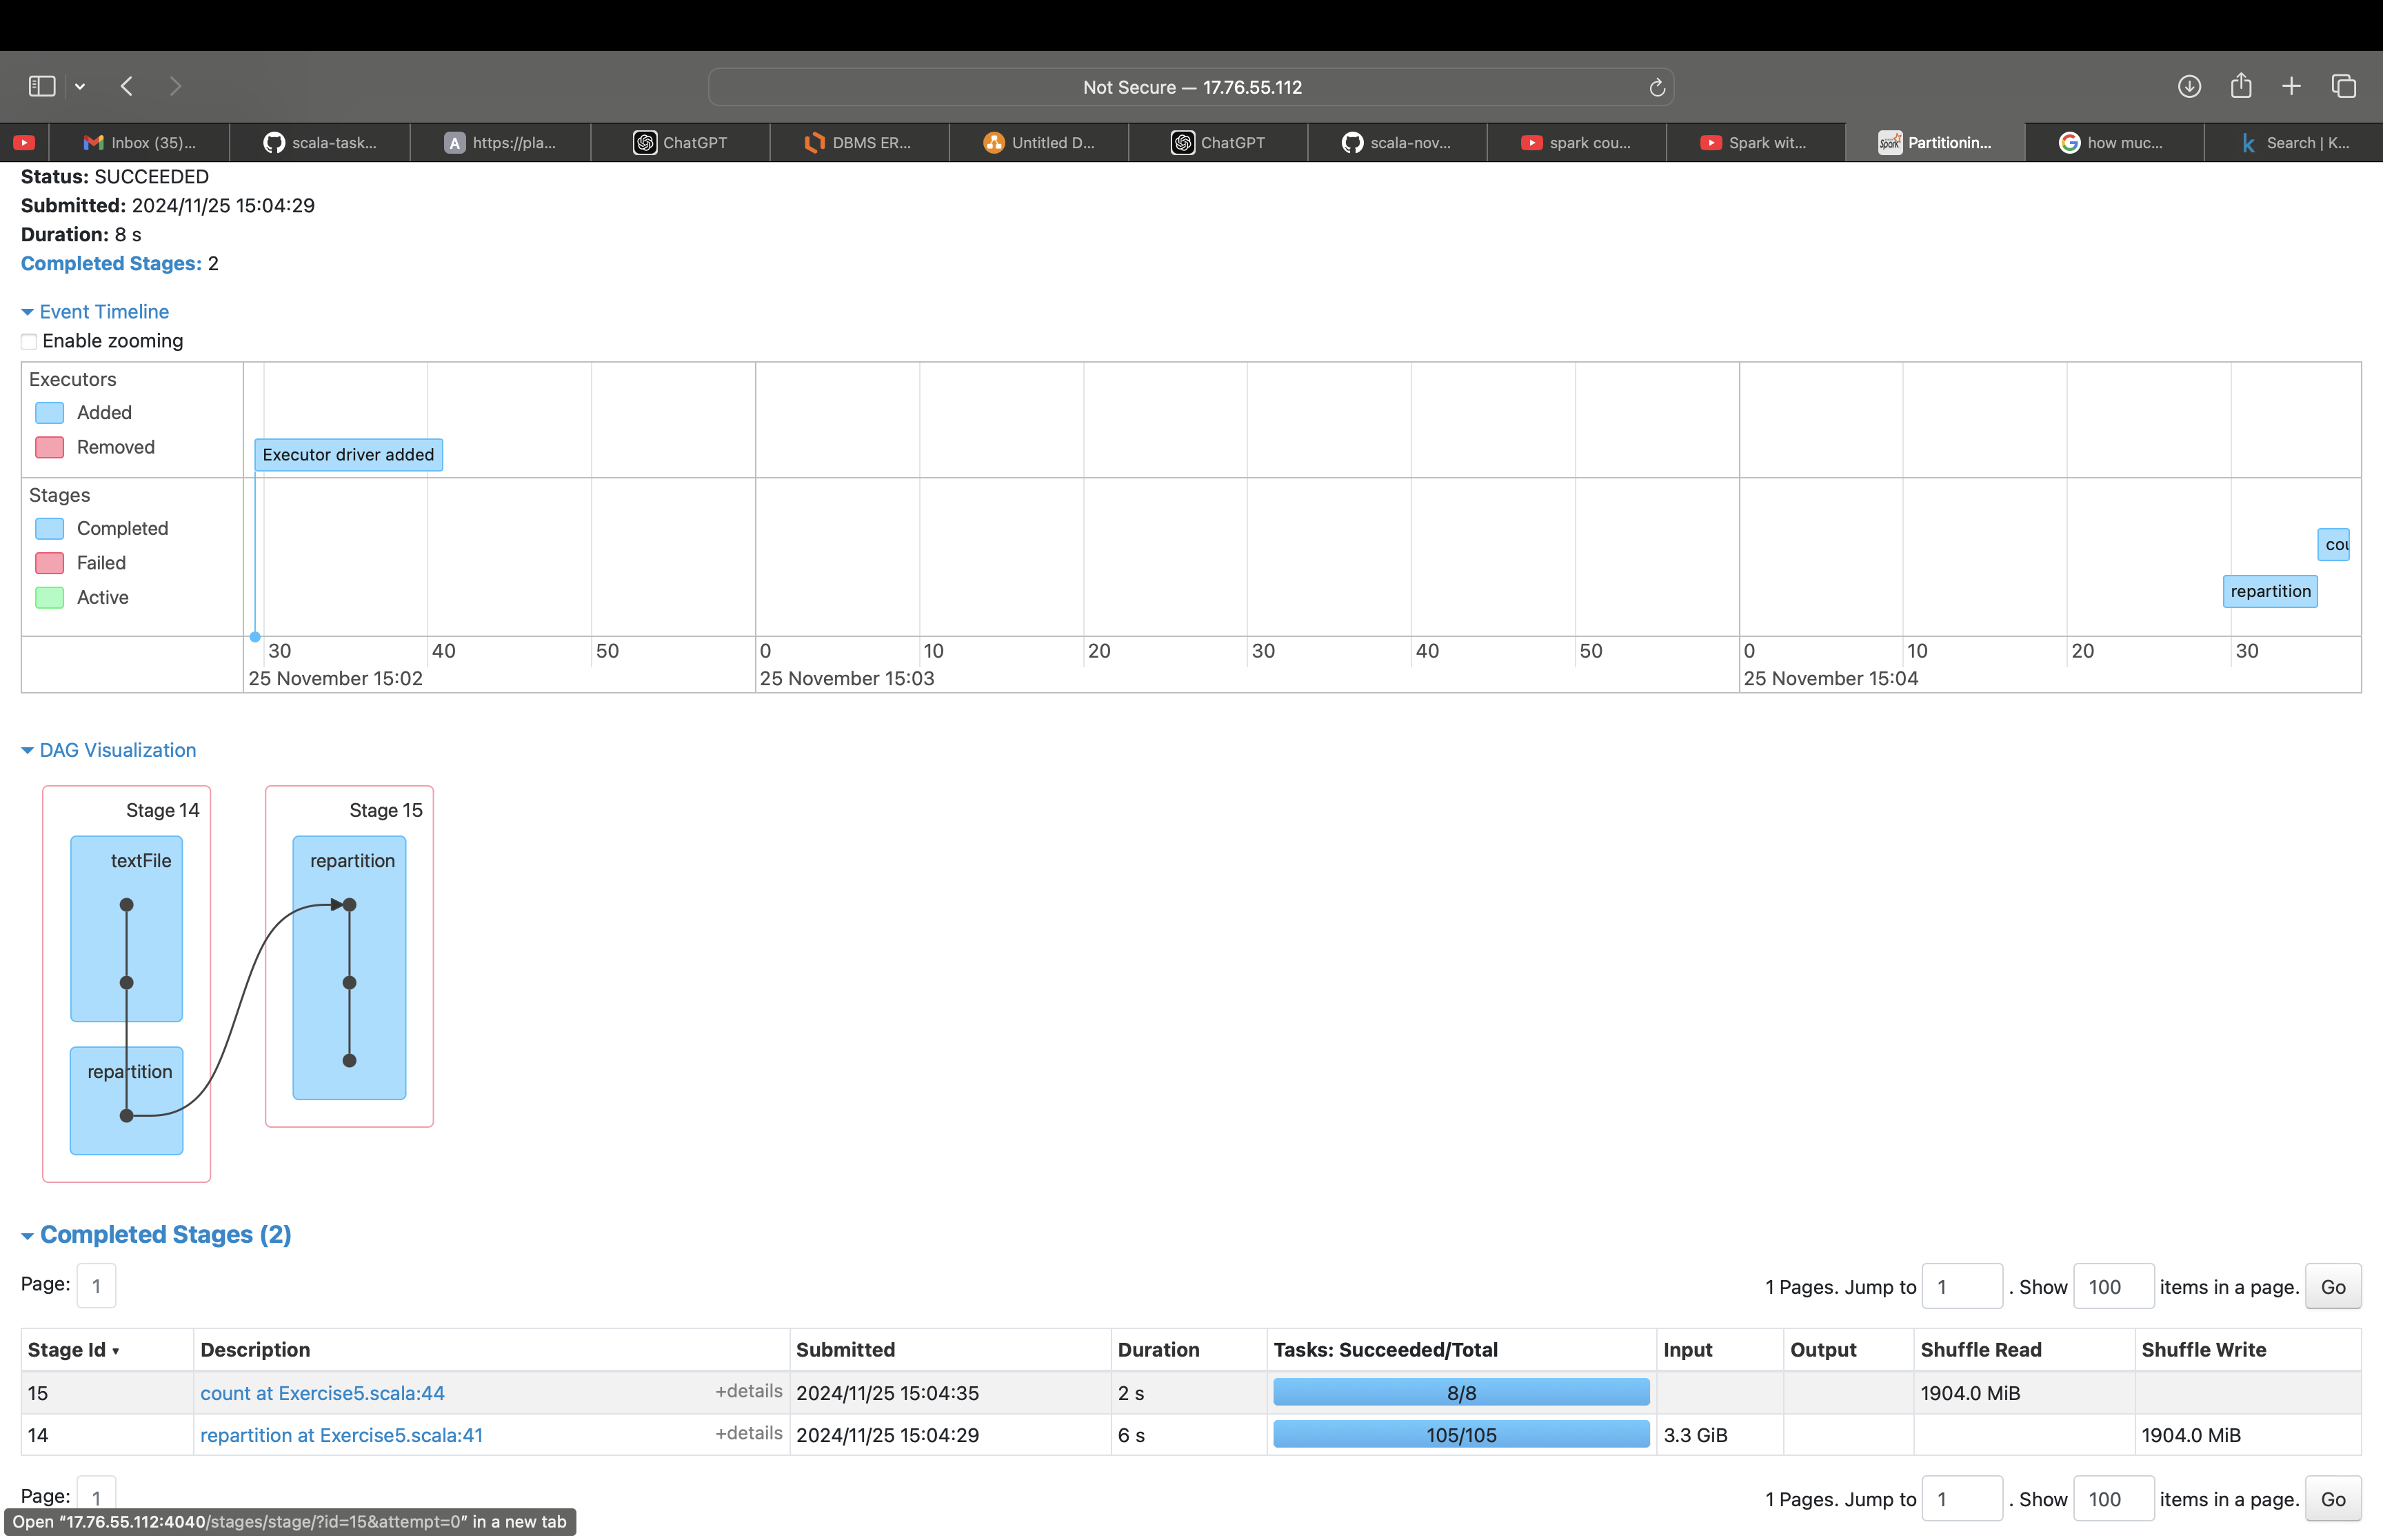 Not Secure — 17.76.55.112
Inbox (35)...
scala-task...
A https://pla...
ChatGPT
DBMS ER...
Untitled D...
ChatGPT
scala-nov...
spark cou...
Spark wit...
Spark Partitionin...
how muc...
Search | K...
Status: SUCCEEDED
Submitted: 2024/11/25 15:04:29
Duration: 8 s
Completed Stages: 2
Event Timeline
Enable zooming
Executors
Added
Removed
Executor driver added
Stages
Completed
Failed
Active
cou
repartition
30 40 50 0 10 20 30 40 50 0 10 20 30
25 November 15:02 25 November 15:03 25 November 15:04
DAG Visualization
Stage 14
textFile
repartition
Stage 15
repartition
Completed Stages (2)
Page: 1 1 Pages. Jump to 1 . Show 100 items in a page. Go
Stage Id ▾ Description Submitted Duration Tasks: Succeeded/Total Input Output Shuffle Read Shuffle Write
15 count at Exercise5.scala:44 +details 2024/11/25 15:04:35 2 s 8/8 1904.0 MiB
14 repartition at Exercise5.scala:41 +details 2024/11/25 15:04:29 6 s 105/105 3.3 GiB 1904.0 MiB
Page: 1 1 Pages. Jump to 1 . Show 100 items in a page. Go
Open “17.76.55.112:4040/stages/stage/?id=15&attempt=0” in a new tab